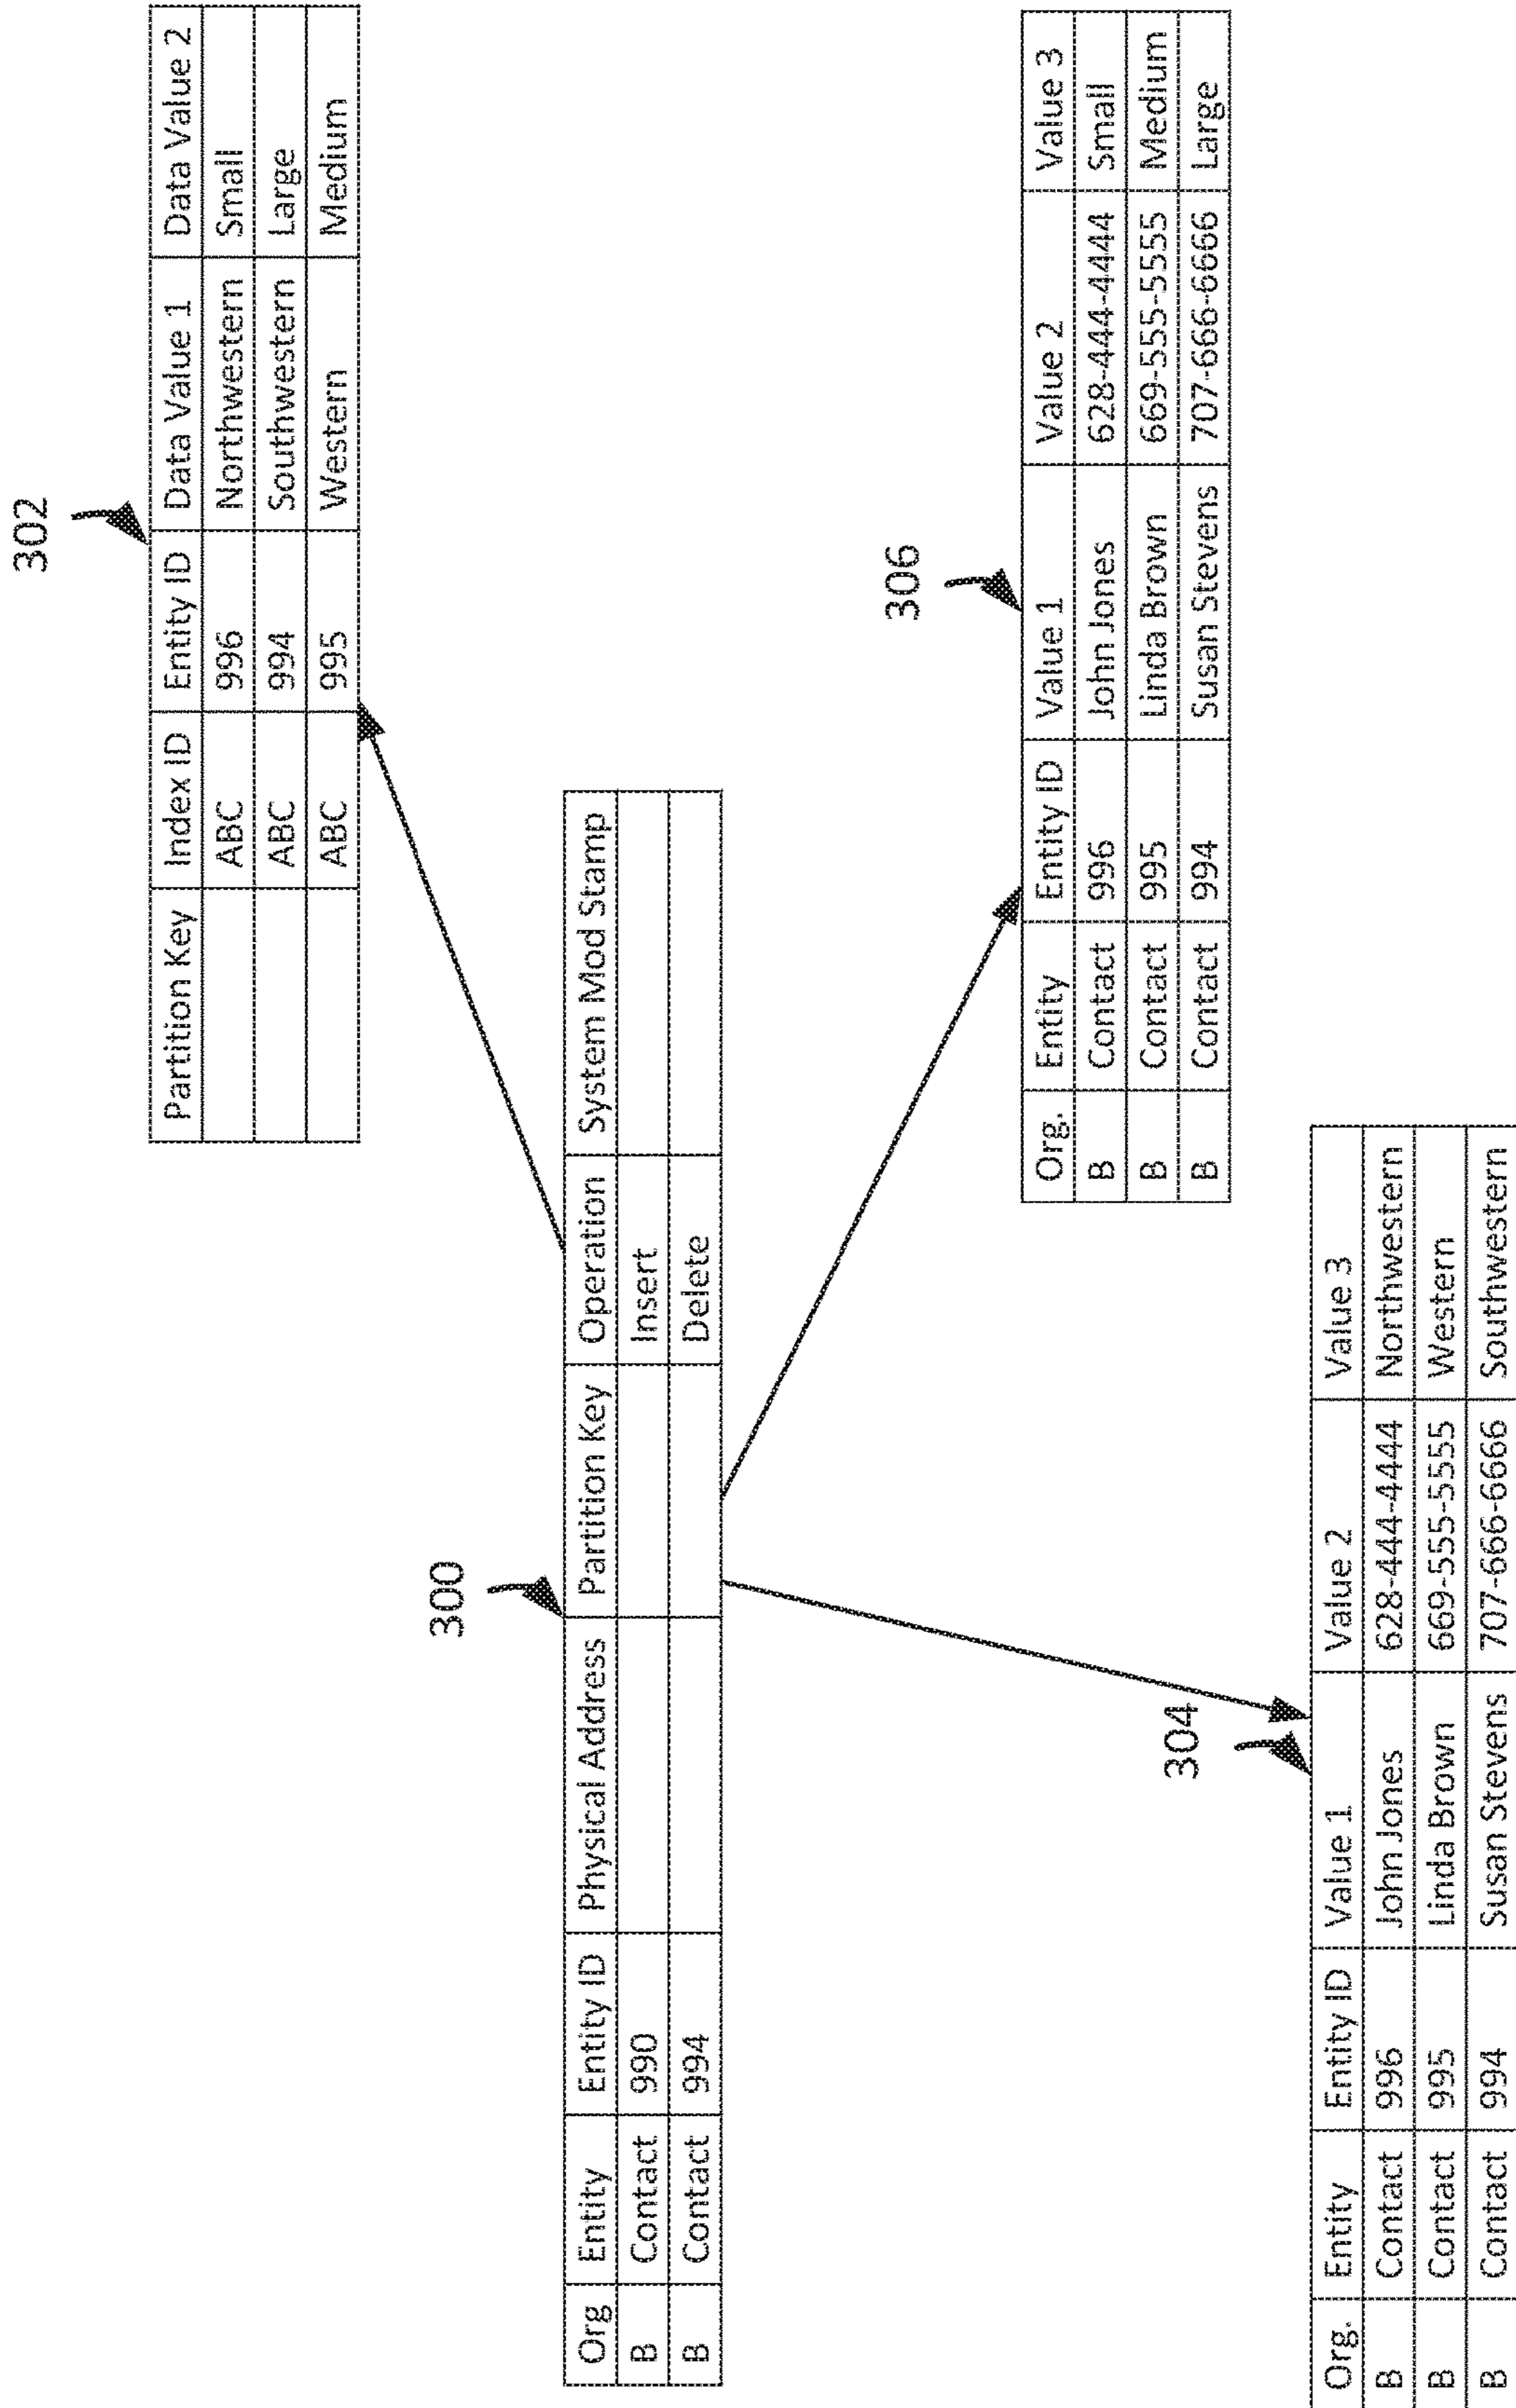 302
Partition Key Index ID Entity ID Data Value 1 Data Value 2
ABC 996 Northwestern Small
ABC 994 Southwestern Large
ABC 995 Western Medium
300
Org Entity Entity ID Physical Address Partition Key Operation System Mod Stamp
B Contact 990 Insert
B Contact 994 Delete
306
Org. Entity Entity ID Value 1 Value 2 Value 3
B Contact 996 John Jones 628-444-4444 Small
B Contact 995 Linda Brown 669-555-5555 Medium
B Contact 994 Susan Stevens 707-666-6666 Large
304
Org. Entity Entity ID Value 1 Value 2 Value 3
B Contact 996 John Jones 628-444-4444 Northwestern
B Contact 995 Linda Brown 669-555-5555 Western
B Contact 994 Susan Stevens 707-666-6666 Southwestern